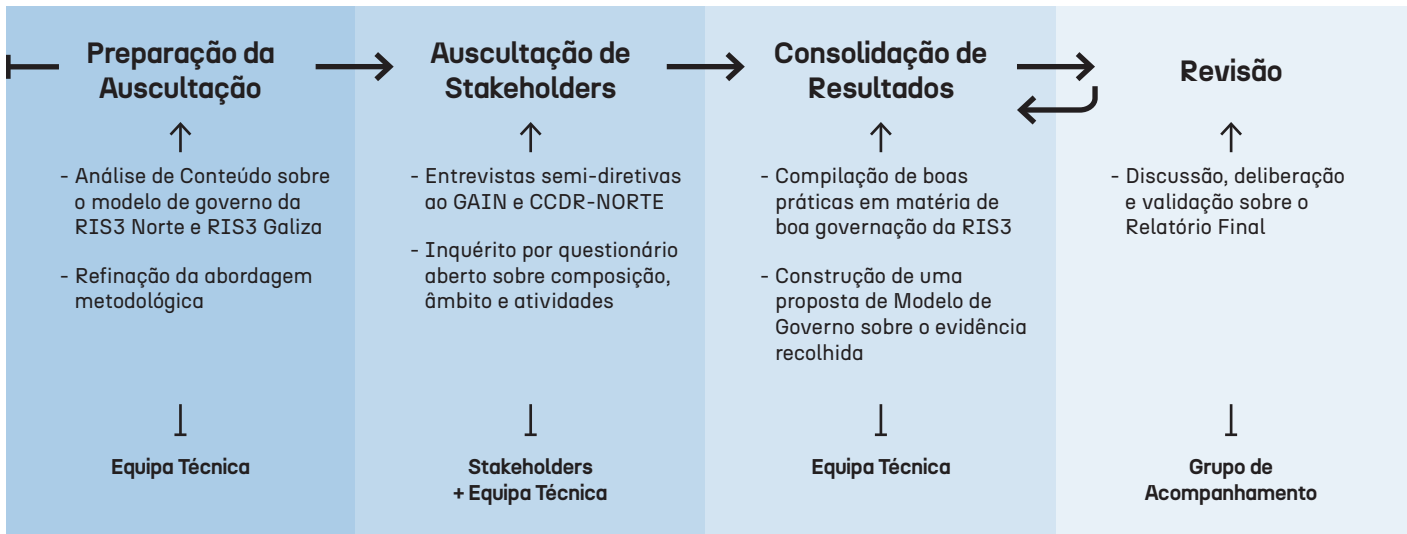 Preparação da
Auscultação
- Análise de Conteúdo sobre
o modelo de governo da
RIS3 Norte e RIS3 Galiza
- Refinação da abordagem
metodológica
Equipa Técnica
Auscultação de
Stakeholders
- Entrevistas semi-diretivas
ao GAIN e CCDR-NORTE
- Inquérito por questionário
aberto sobre composição,
âmbito e atividades
Stakeholders
+ Equipa Técnica
Consolidação de
Resultados
- Compilação de boas
práticas em matéria de
boa governação da RIS3
- Construção de uma
proposta de Modelo de
Governo sobre o evidência
recolhida
Equipa Técnica
Revisão
- Discussão, deliberação
e validação sobre o
Relatório Final
Grupo de
Acompanhamento